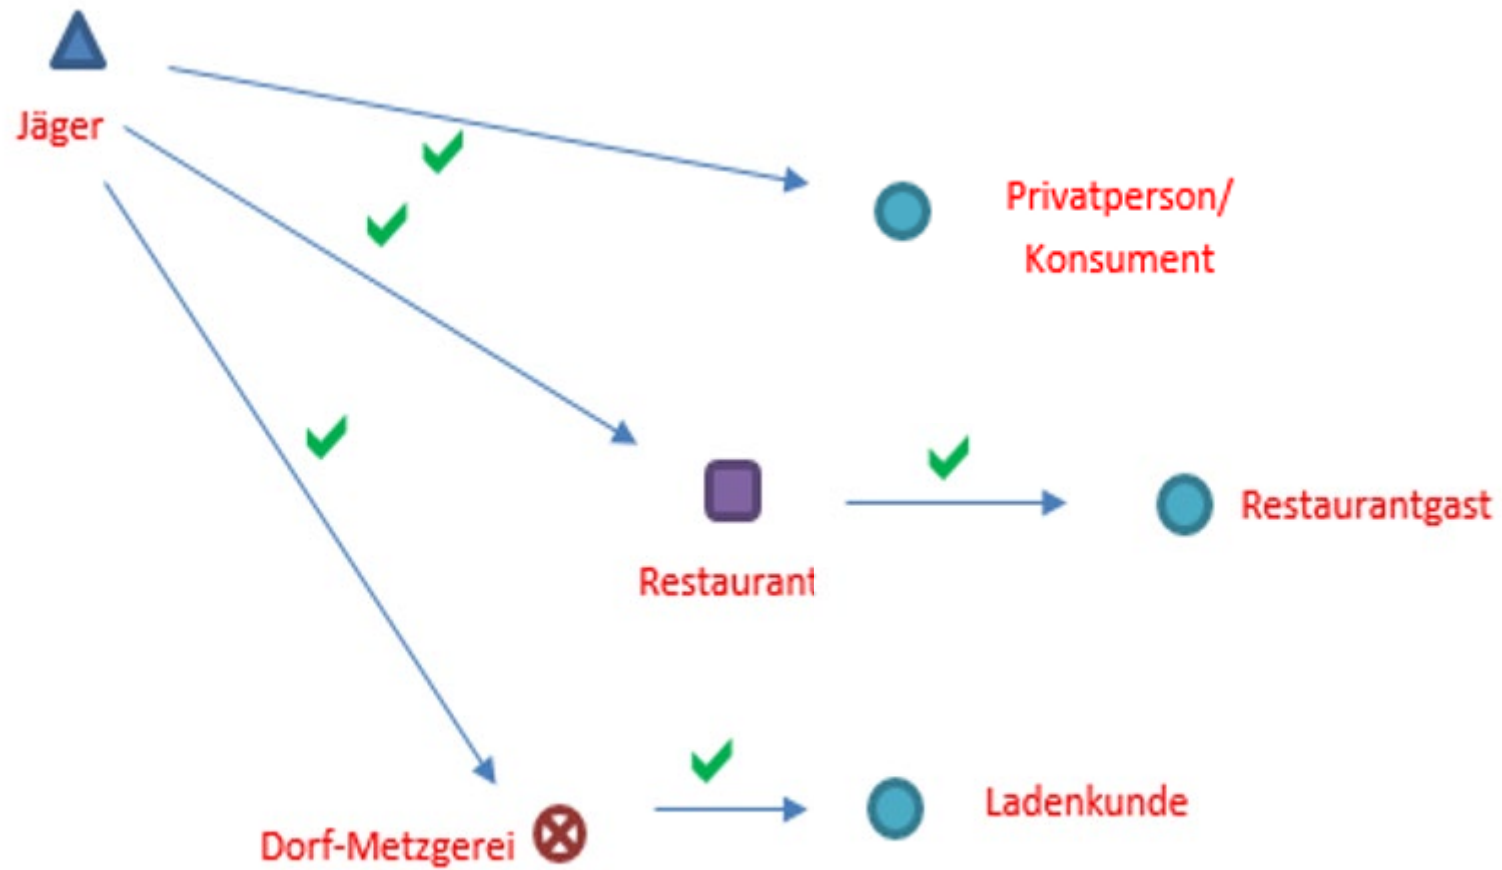 Jäger
Privatperson/
Konsument
Restaurant
Restaurantgast
Dorf-Metzgerei
Ladenkunde